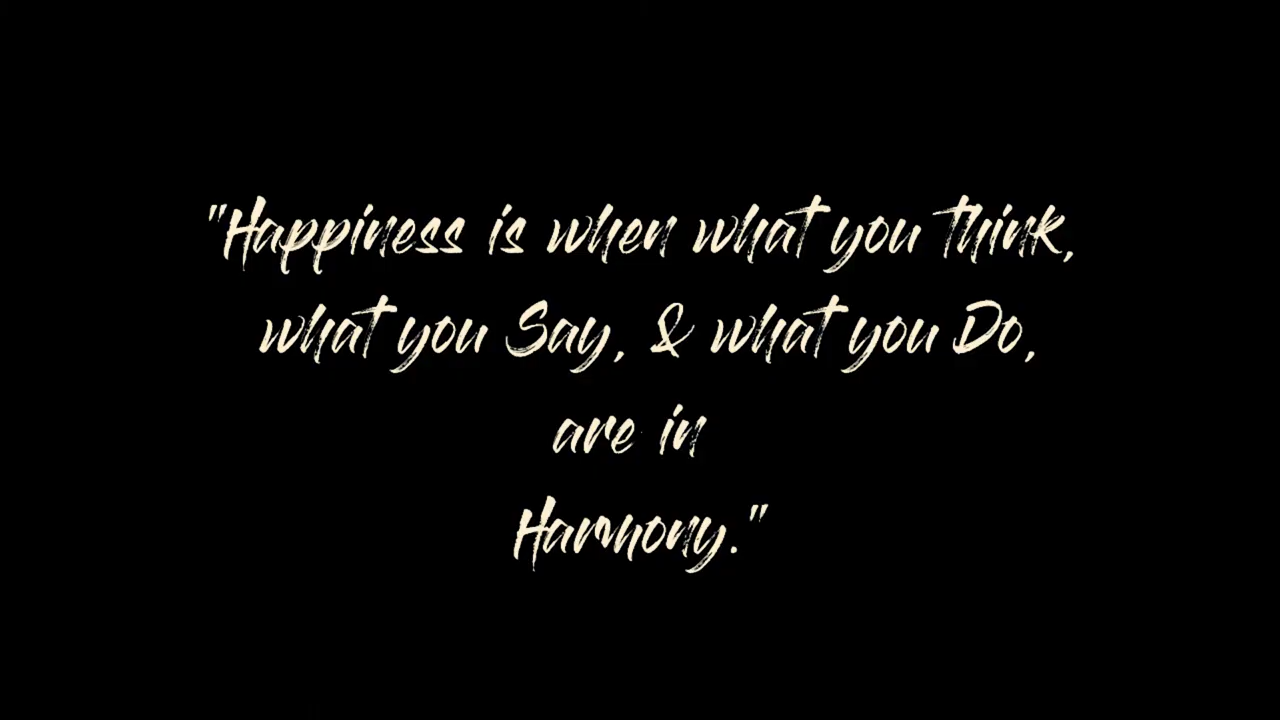 "Happiness is when what you think,
what you Say, & what you Do,
are in
Harmony."